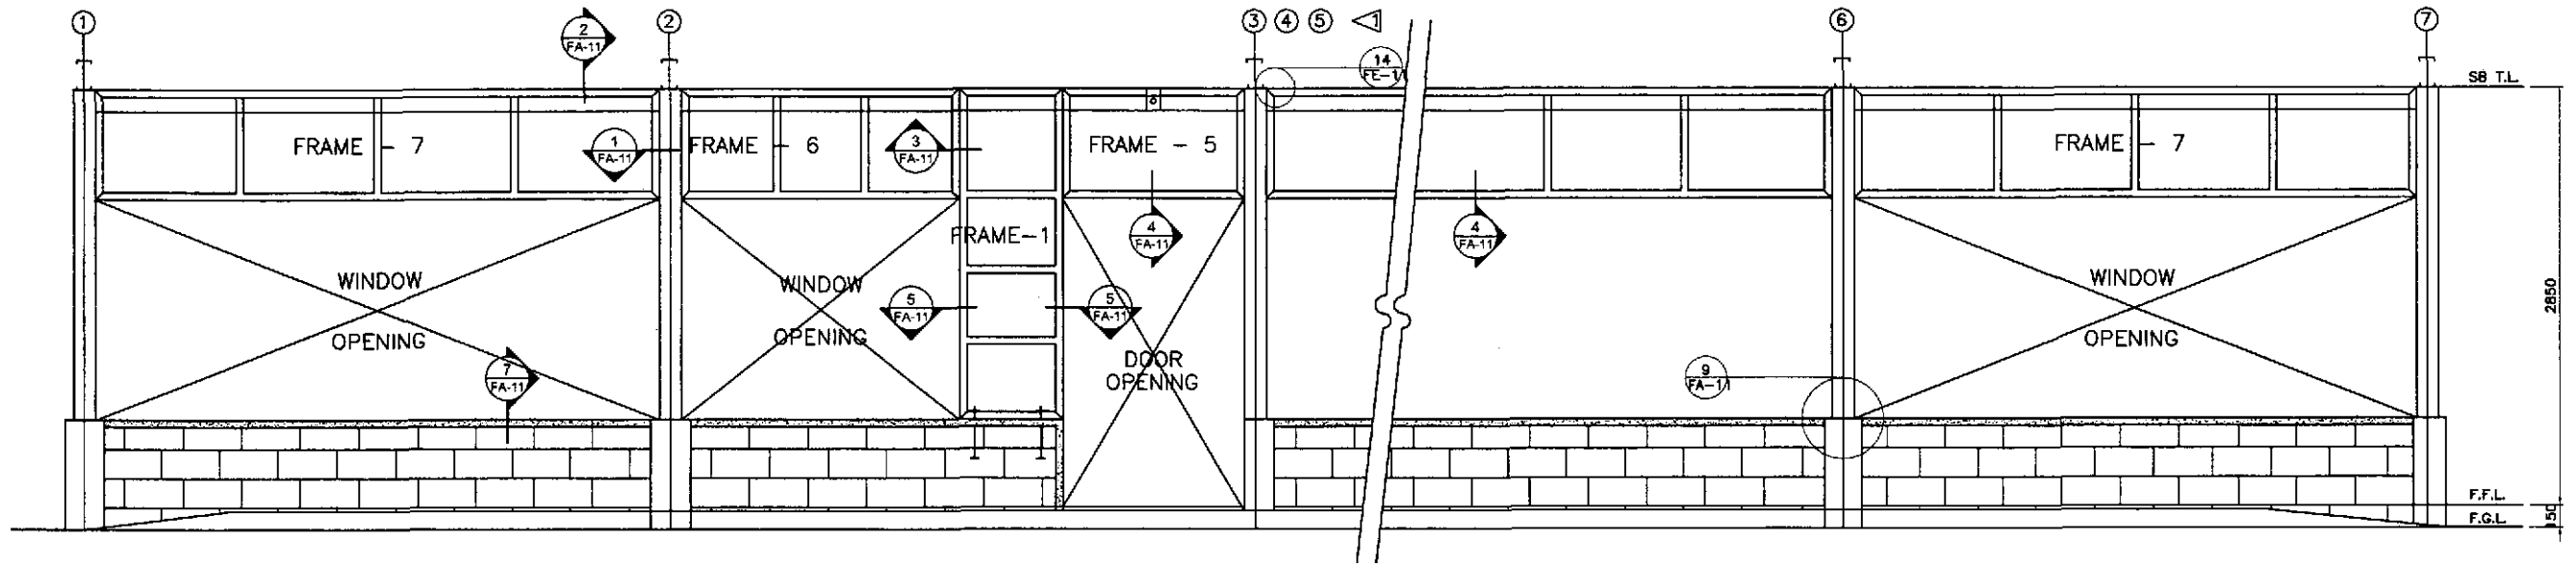 1 2 3 4 5 1 6 7
2
FA-11
14
FE-11
SB T.L.
FRAME - 7
1
FA-11
FRAME - 6
3
FA-11
FRAME - 5
FRAME - 7
FRAME-1
4
FA-11
4
FA-11
WINDOW
OPENING
WINDOW
OPENING
5
FA-11
5
FA-11
WINDOW
OPENING
2850
DOOR
OPENING
7
FA-11
9
FA-11
F.F.L.
F.G.L.
150